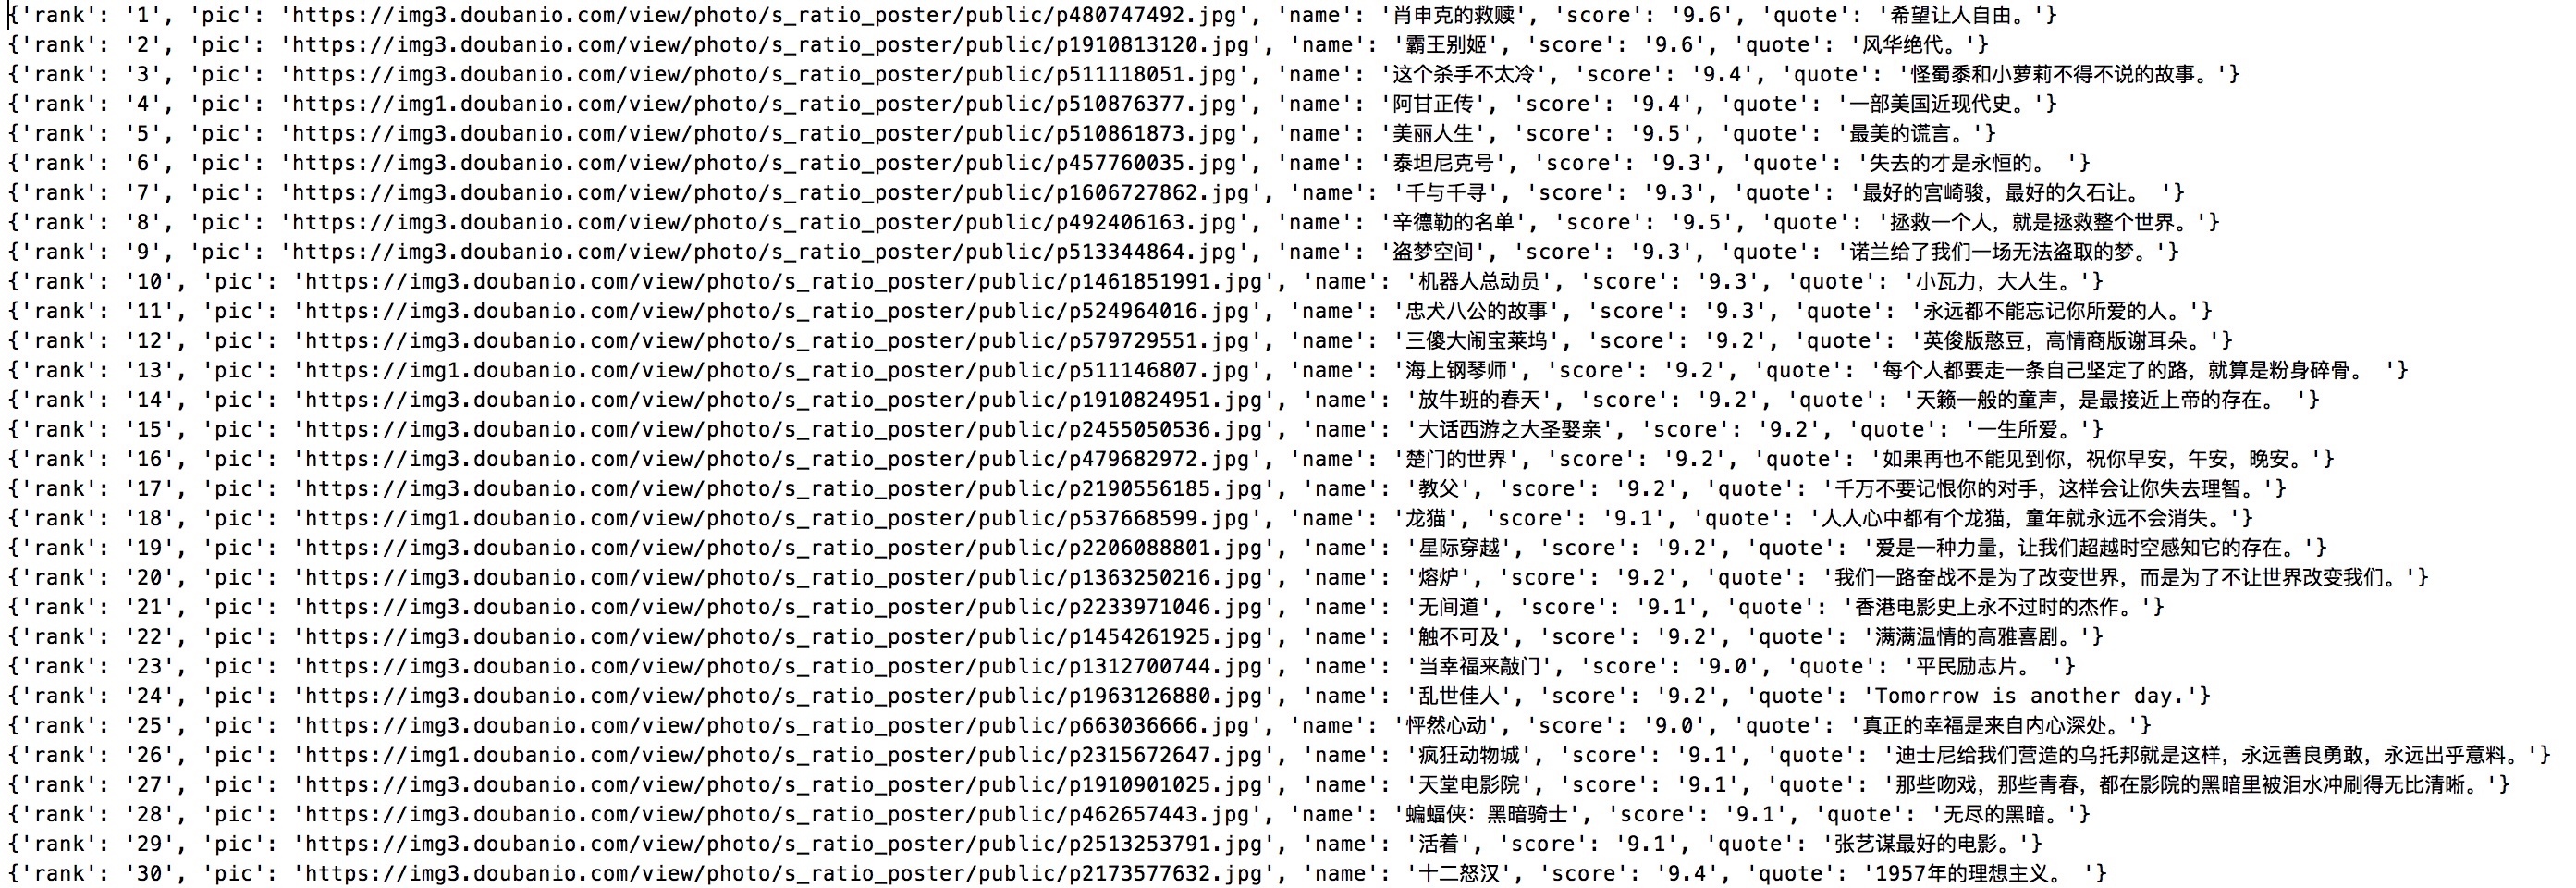 {'rank': '1', 'pic': 'https://img3.doubanio.com/view/photo/s_ratio_poster/public/p480747492.jpg', 'name': '肖申克的救赎', 'score': '9.6', 'quote': '希望让人自由。'}
{'rank': '2', 'pic': 'https://img3.doubanio.com/view/photo/s_ratio_poster/public/p1910813120.jpg', 'name': '霸王别姬', 'score': '9.6', 'quote': '风华绝代。'}
{'rank': '3', 'pic': 'https://img3.doubanio.com/view/photo/s_ratio_poster/public/p511118051.jpg', 'name': '这个杀手不太冷', 'score': '9.4', 'quote': '怪蜀黍和小萝莉不得不说的故事。'}
{'rank': '4', 'pic': 'https://img1.doubanio.com/view/photo/s_ratio_poster/public/p510876377.jpg', 'name': '阿甘正传', 'score': '9.4', 'quote': '一部美国近现代史。'}
{'rank': '5', 'pic': 'https://img3.doubanio.com/view/photo/s_ratio_poster/public/p510861873.jpg', 'name': '美丽人生', 'score': '9.5', 'quote': '最美的谎言。'}
{'rank': '6', 'pic': 'https://img3.doubanio.com/view/photo/s_ratio_poster/public/p457760035.jpg', 'name': '泰坦尼克号', 'score': '9.3', 'quote': '失去的才是永恒的。 '}
{'rank': '7', 'pic': 'https://img3.doubanio.com/view/photo/s_ratio_poster/public/p1606727862.jpg', 'name': '千与千寻', 'score': '9.3', 'quote': '最好的宫崎骏，最好的久石让。 '}
{'rank': '8', 'pic': 'https://img3.doubanio.com/view/photo/s_ratio_poster/public/p492406163.jpg', 'name': '辛德勒的名单', 'score': '9.5', 'quote': '拯救一个人，就是拯救整个世界。'}
{'rank': '9', 'pic': 'https://img3.doubanio.com/view/photo/s_ratio_poster/public/p513344864.jpg', 'name': '盗梦空间', 'score': '9.3', 'quote': '诺兰给了我们一场无法盗取的梦。'}
{'rank': '10', 'pic': 'https://img3.doubanio.com/view/photo/s_ratio_poster/public/p1461851991.jpg', 'name': '机器人总动员', 'score': '9.3', 'quote': '小瓦力，大人生。'}
{'rank': '11', 'pic': 'https://img3.doubanio.com/view/photo/s_ratio_poster/public/p524964016.jpg', 'name': '忠犬八公的故事', 'score': '9.3', 'quote': '永远都不能忘记你所爱的人。'}
{'rank': '12', 'pic': 'https://img3.doubanio.com/view/photo/s_ratio_poster/public/p579729551.jpg', 'name': '三傻大闹宝莱坞', 'score': '9.2', 'quote': '英俊版憨豆，高情商版谢耳朵。'}
{'rank': '13', 'pic': 'https://img1.doubanio.com/view/photo/s_ratio_poster/public/p511146807.jpg', 'name': '海上钢琴师', 'score': '9.2', 'quote': '每个人都要走一条自己坚定了的路，就算是粉身碎骨。 '}
{'rank': '14', 'pic': 'https://img3.doubanio.com/view/photo/s_ratio_poster/public/p1910824951.jpg', 'name': '放牛班的春天', 'score': '9.2', 'quote': '天籁一般的童声，是最接近上帝的存在。 '}
{'rank': '15', 'pic': 'https://img3.doubanio.com/view/photo/s_ratio_poster/public/p2455050536.jpg', 'name': '大话西游之大圣娶亲', 'score': '9.2', 'quote': '一生所爱。'}
{'rank': '16', 'pic': 'https://img3.doubanio.com/view/photo/s_ratio_poster/public/p479682972.jpg', 'name': '楚门的世界', 'score': '9.2', 'quote': '如果再也不能见到你，祝你早安，午安，晚安。'}
{'rank': '17', 'pic': 'https://img3.doubanio.com/view/photo/s_ratio_poster/public/p2190556185.jpg', 'name': '教父', 'score': '9.2', 'quote': '千万不要记恨你的对手，这样会让你失去理智。'}
{'rank': '18', 'pic': 'https://img1.doubanio.com/view/photo/s_ratio_poster/public/p537668599.jpg', 'name': '龙猫', 'score': '9.1', 'quote': '人人心中都有个龙猫，童年就永远不会消失。'}
{'rank': '19', 'pic': 'https://img3.doubanio.com/view/photo/s_ratio_poster/public/p2206088801.jpg', 'name': '星际穿越', 'score': '9.2', 'quote': '爱是一种力量，让我们超越时空感知它的存在。'}
{'rank': '20', 'pic': 'https://img3.doubanio.com/view/photo/s_ratio_poster/public/p1363250216.jpg', 'name': '熔炉', 'score': '9.2', 'quote': '我们一路奋战不是为了改变世界，而是为了不让世界改变我们。'}
{'rank': '21', 'pic': 'https://img3.doubanio.com/view/photo/s_ratio_poster/public/p2233971046.jpg', 'name': '无间道', 'score': '9.1', 'quote': '香港电影史上永不过时的杰作。'}
{'rank': '22', 'pic': 'https://img3.doubanio.com/view/photo/s_ratio_poster/public/p1454261925.jpg', 'name': '触不可及', 'score': '9.2', 'quote': '满满温情的高雅喜剧。'}
{'rank': '23', 'pic': 'https://img3.doubanio.com/view/photo/s_ratio_poster/public/p1312700744.jpg', 'name': '当幸福来敲门', 'score': '9.0', 'quote': '平民励志片。 '}
{'rank': '24', 'pic': 'https://img3.doubanio.com/view/photo/s_ratio_poster/public/p1963126880.jpg', 'name': '乱世佳人', 'score': '9.2', 'quote': 'Tomorrow is another day.'}
{'rank': '25', 'pic': 'https://img3.doubanio.com/view/photo/s_ratio_poster/public/p663036666.jpg', 'name': '怦然心动', 'score': '9.0', 'quote': '真正的幸福是来自内心深处。'}
{'rank': '26', 'pic': 'https://img1.doubanio.com/view/photo/s_ratio_poster/public/p2315672647.jpg', 'name': '疯狂动物城', 'score': '9.1', 'quote': '迪士尼给我们营造的乌托邦就是这样，永远善良勇敢，永远出乎意料。'}
{'rank': '27', 'pic': 'https://img3.doubanio.com/view/photo/s_ratio_poster/public/p1910901025.jpg', 'name': '天堂电影院', 'score': '9.1', 'quote': '那些吻戏，那些青春，都在影院的黑暗里被泪水冲刷得无比清晰。'}
{'rank': '28', 'pic': 'https://img3.doubanio.com/view/photo/s_ratio_poster/public/p462657443.jpg', 'name': '蝙蝠侠：黑暗骑士', 'score': '9.1', 'quote': '无尽的黑暗。'}
{'rank': '29', 'pic': 'https://img3.doubanio.com/view/photo/s_ratio_poster/public/p2513253791.jpg', 'name': '活着', 'score': '9.1', 'quote': '张艺谋最好的电影。'}
{'rank': '30', 'pic': 'https://img3.doubanio.com/view/photo/s_ratio_poster/public/p2173577632.jpg', 'name': '十二怒汉', 'score': '9.4', 'quote': '1957年的理想主义。 '}